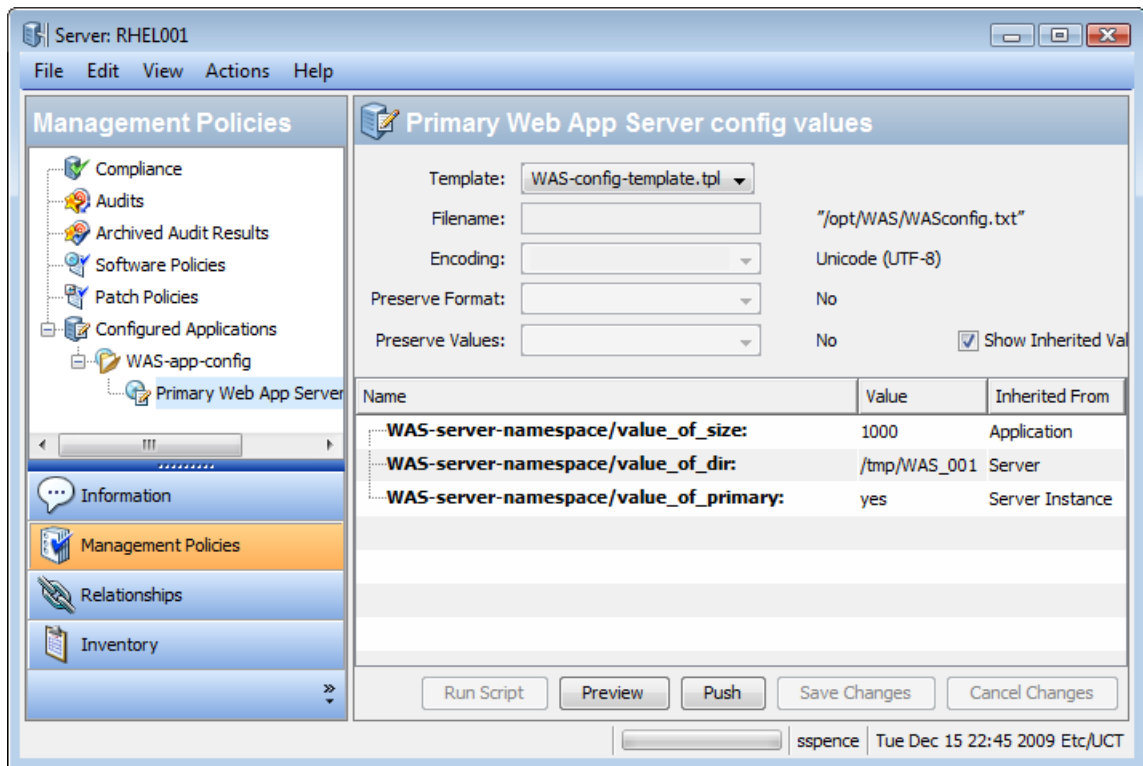 Server: RHEL001
File Edit View Actions Help
Management Policies
Compliance
Audits
Archived Audit Results
Software Policies
Patch Policies
Configured Applications
WAS-app-config
Primary Web App Server
Information
Management Policies
Relationships
Inventory
Primary Web App Server config values
Template: WAS-config-template.tpl
Filename: "/opt/WAS/WASconfig.txt"
Encoding: Unicode (UTF-8)
Preserve Format: No
Preserve Values: No Show Inherited Val
Name Value Inherited From
WAS-server-namespace/value_of_size: 1000 Application
WAS-server-namespace/value_of_dir: /tmp/WAS_001 Server
WAS-server-namespace/value_of_primary: yes Server Instance
Run Script Preview Push Save Changes Cancel Changes
sspence Tue Dec 15 22:45 2009 Etc/UCT